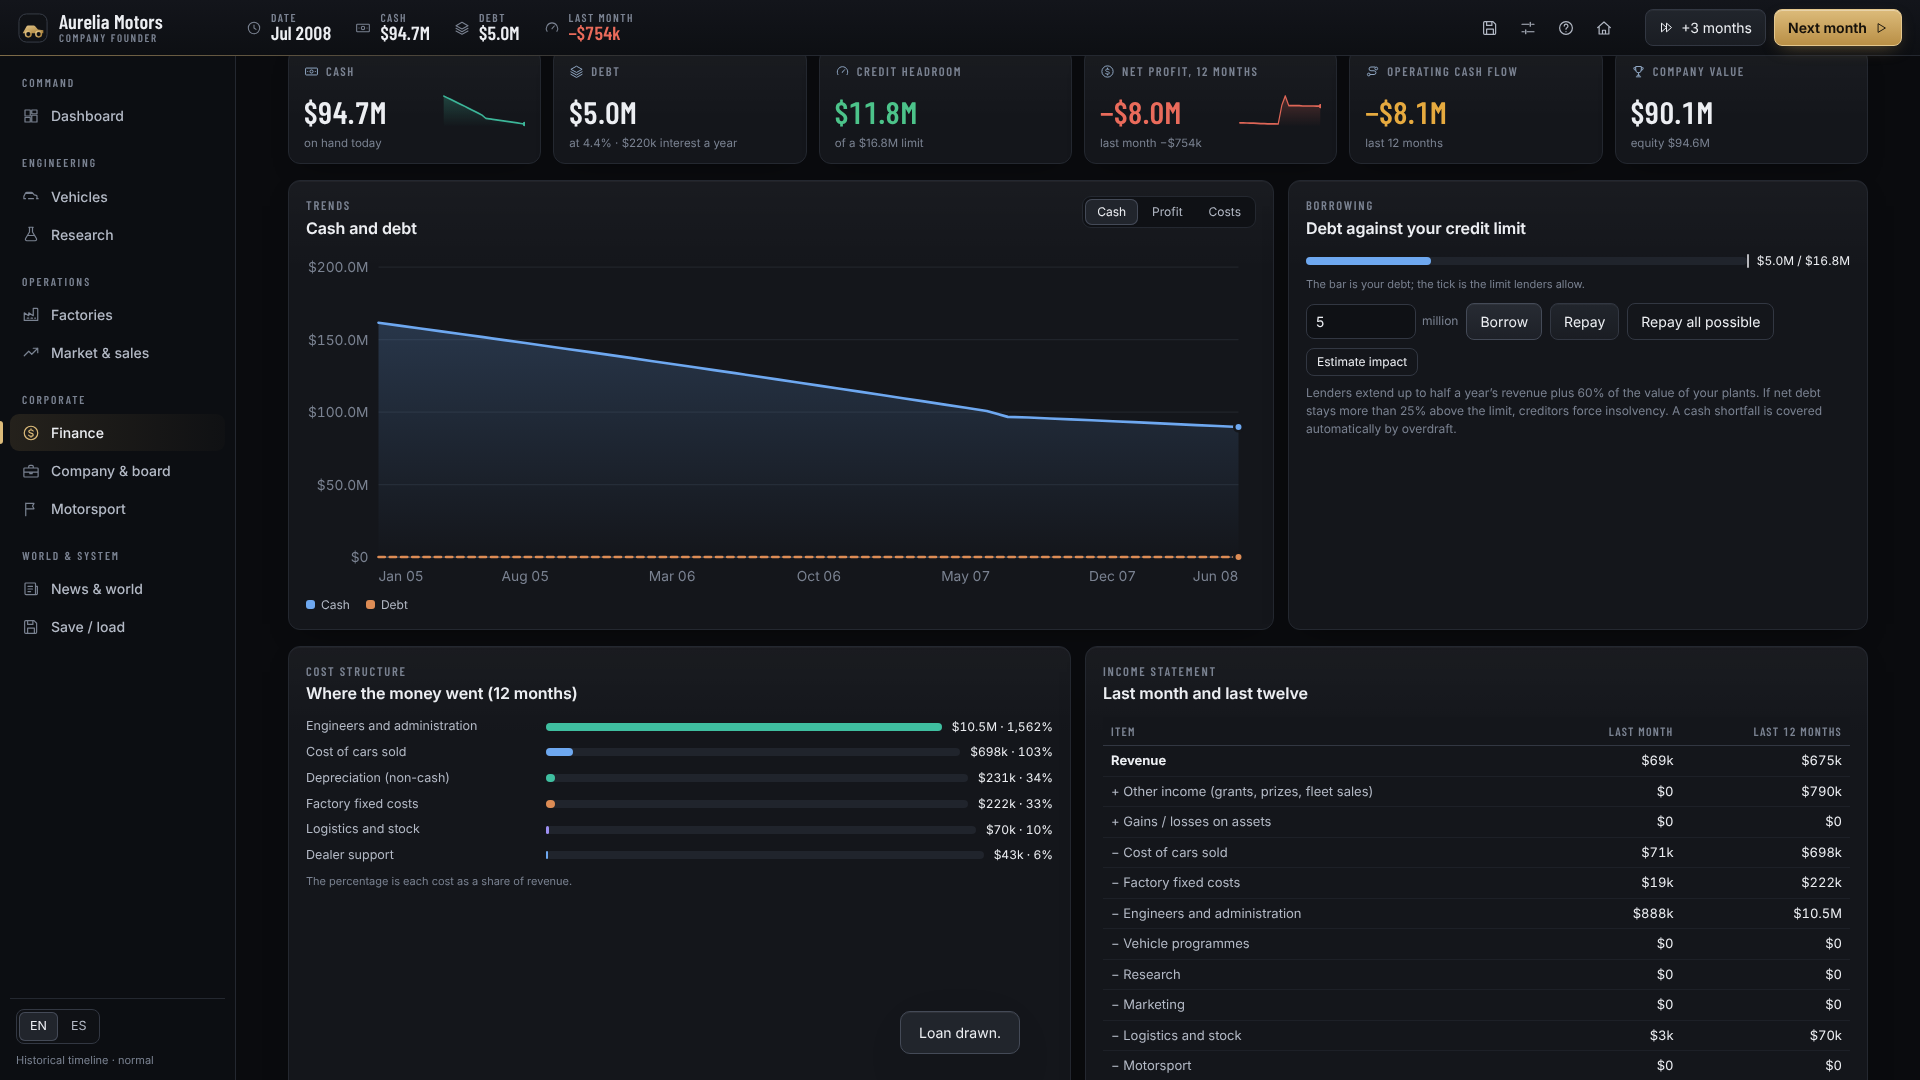 Aurelia Motors
COMPANY FOUNDER
DATE
Jul 2008
CASH
$94.7M
DEBT
$5.0M
LAST MONTH
−$754k
+3 months
Next month
COMMAND
Dashboard
ENGINEERING
Vehicles
Research
OPERATIONS
Factories
Market & sales
CORPORATE
Finance
Company & board
Motorsport
WORLD & SYSTEM
News & world
Save / load
EN
ES
Historical timeline · normal
CASH
$94.7M
on hand today
DEBT
$5.0M
at 4.4% · $220k interest a year
CREDIT HEADROOM
$11.8M
of a $16.8M limit
NET PROFIT, 12 MONTHS
−$8.0M
last month −$754k
OPERATING CASH FLOW
−$8.1M
last 12 months
COMPANY VALUE
$90.1M
equity $94.6M
TRENDS
Cash and debt
Cash
Profit
Costs
$200.0M
$150.0M
$100.0M
$50.0M
$0
Jan 05
Aug 05
Mar 06
Oct 06
May 07
Dec 07
Jun 08
Cash
Debt
BORROWING
Debt against your credit limit
$5.0M / $16.8M
The bar is your debt; the tick is the limit lenders allow.
5
million
Borrow
Repay
Repay all possible
Estimate impact
Lenders extend up to half a year’s revenue plus 60% of the value of your plants. If net debt
stays more than 25% above the limit, creditors force insolvency. A cash shortfall is covered
automatically by overdraft.
COST STRUCTURE
Where the money went (12 months)
Engineers and administration
$10.5M · 1,562%
Cost of cars sold
$698k · 103%
Depreciation (non-cash)
$231k · 34%
Factory fixed costs
$222k · 33%
Logistics and stock
$70k · 10%
Dealer support
$43k · 6%
The percentage is each cost as a share of revenue.
INCOME STATEMENT
Last month and last twelve
ITEM LAST MONTH LAST 12 MONTHS
Revenue $69k $675k
+ Other income (grants, prizes, fleet sales) $0 $790k
+ Gains / losses on assets $0 $0
− Cost of cars sold $71k $698k
− Factory fixed costs $19k $222k
− Engineers and administration $888k $10.5M
− Vehicle programmes $0 $0
− Research $0 $0
− Marketing $0 $0
− Logistics and stock $3k $70k
− Motorsport $0 $0
Loan drawn.